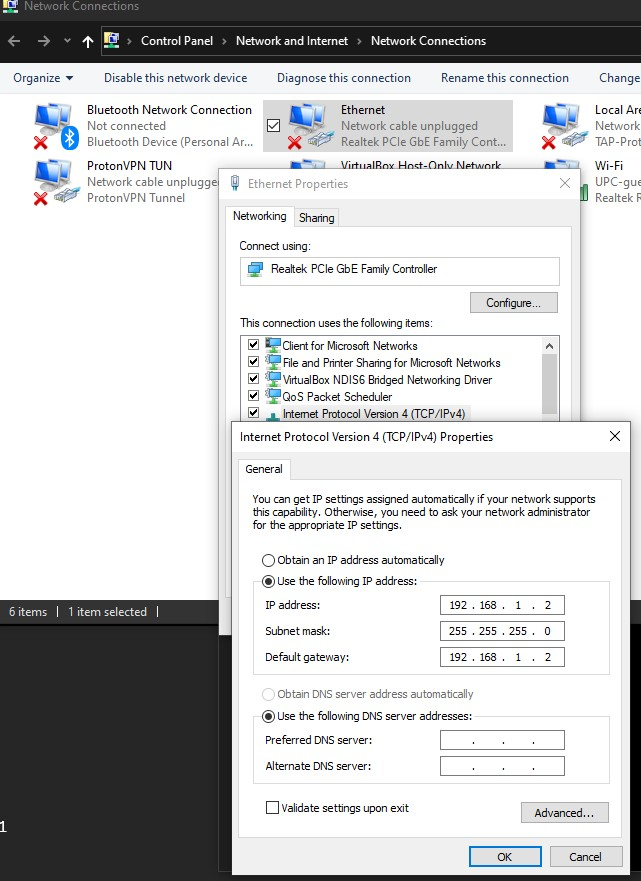 Network Connections
Control Panel > Network and Internet > Network Connections
Organize Disable this network device Diagnose this connection Rename this connection Change
Bluetooth Network Connection
Not connected
Bluetooth Device (Personal Ar...
Ethernet
Network cable unplugged
Realtek PCIe GbE Family Cont...
Local Area
Network
TAP-Prot
ProtonVPN TUN
Network cable unplugge
ProtonVPN Tunnel
VirtualBox Host-Only Network
Wi-Fi
UPC-gue
Realtek R
Ethernet Properties
Networking Sharing
Connect using:
Realtek PCIe GbE Family Controller
Configure...
This connection uses the following items:
Client for Microsoft Networks
File and Printer Sharing for Microsoft Networks
VirtualBox NDIS6 Bridged Networking Driver
QoS Packet Scheduler
Internet Protocol Version 4 (TCP/IPv4)
Internet Protocol Version 4 (TCP/IPv4) Properties
General
You can get IP settings assigned automatically if your network supports
this capability. Otherwise, you need to ask your network administrator
for the appropriate IP settings.
Obtain an IP address automatically
Use the following IP address:
IP address: 192 . 168 . 1 . 2
Subnet mask: 255 . 255 . 255 . 0
Default gateway: 192 . 168 . 1 . 2
Obtain DNS server address automatically
Use the following DNS server addresses:
Preferred DNS server: . . .
Alternate DNS server: . . .
Validate settings upon exit
Advanced...
OK Cancel
6 items 1 item selected
1